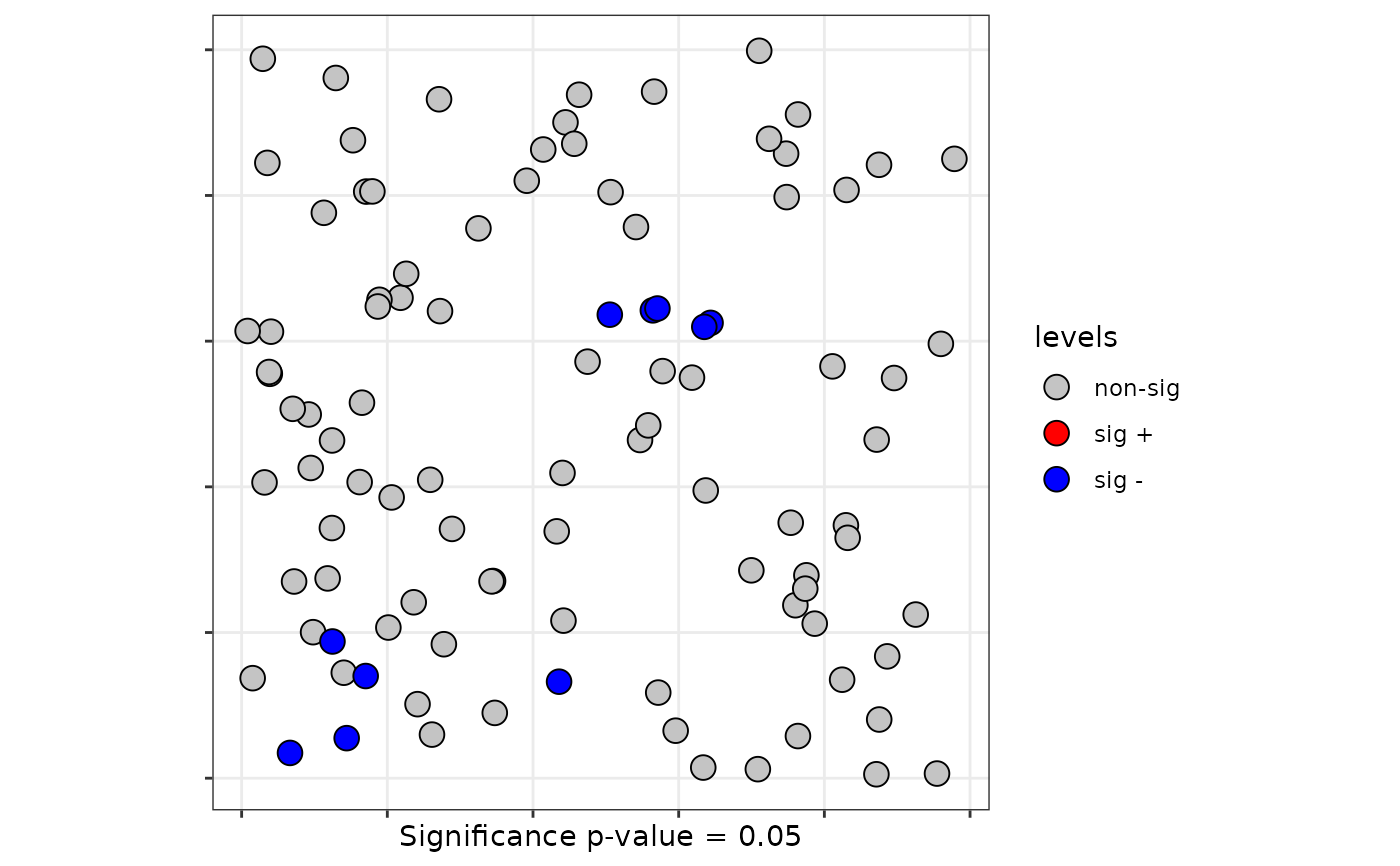 levels
non-sig
sig +
sig -
Significance p-value = 0.05